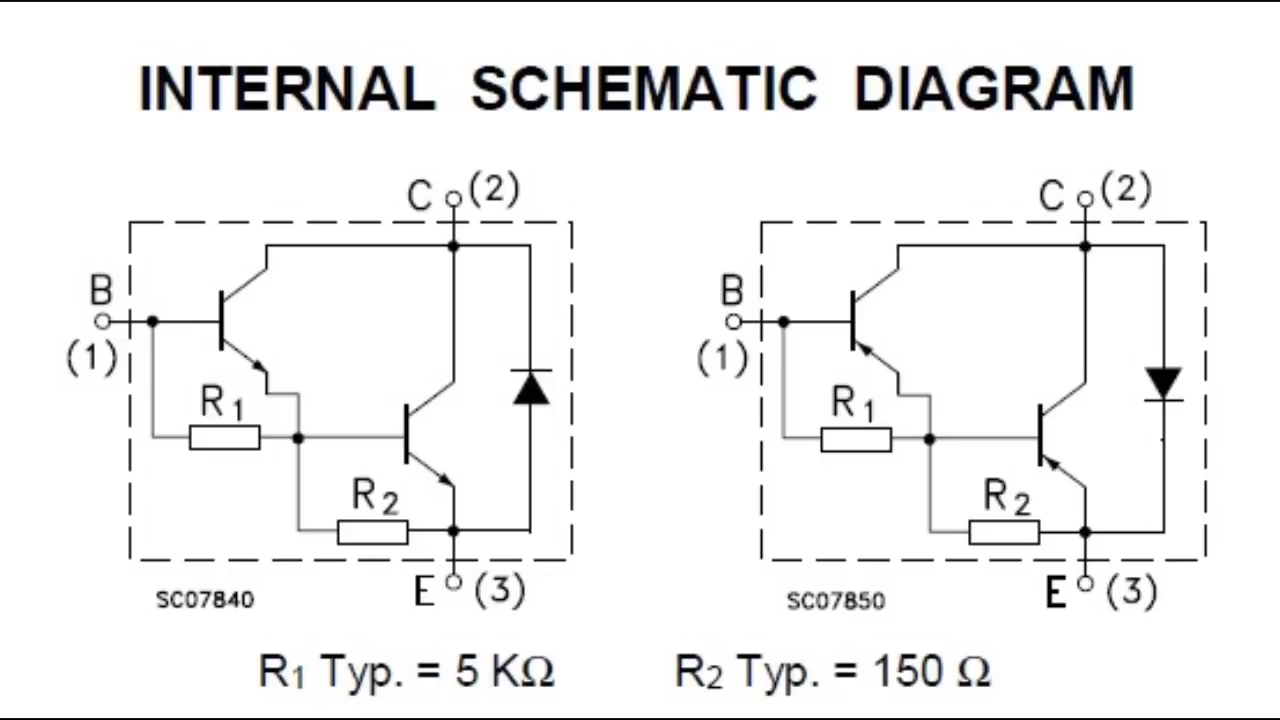 INTERNAL SCHEMATIC DIAGRAM
C (2) C (2)
B B
(1) (1)
R1 R1
R2 R2
E (3) E (3)
SC07840 SC07850
R1 Typ. = 5 KΩ R2 Typ. = 150 Ω